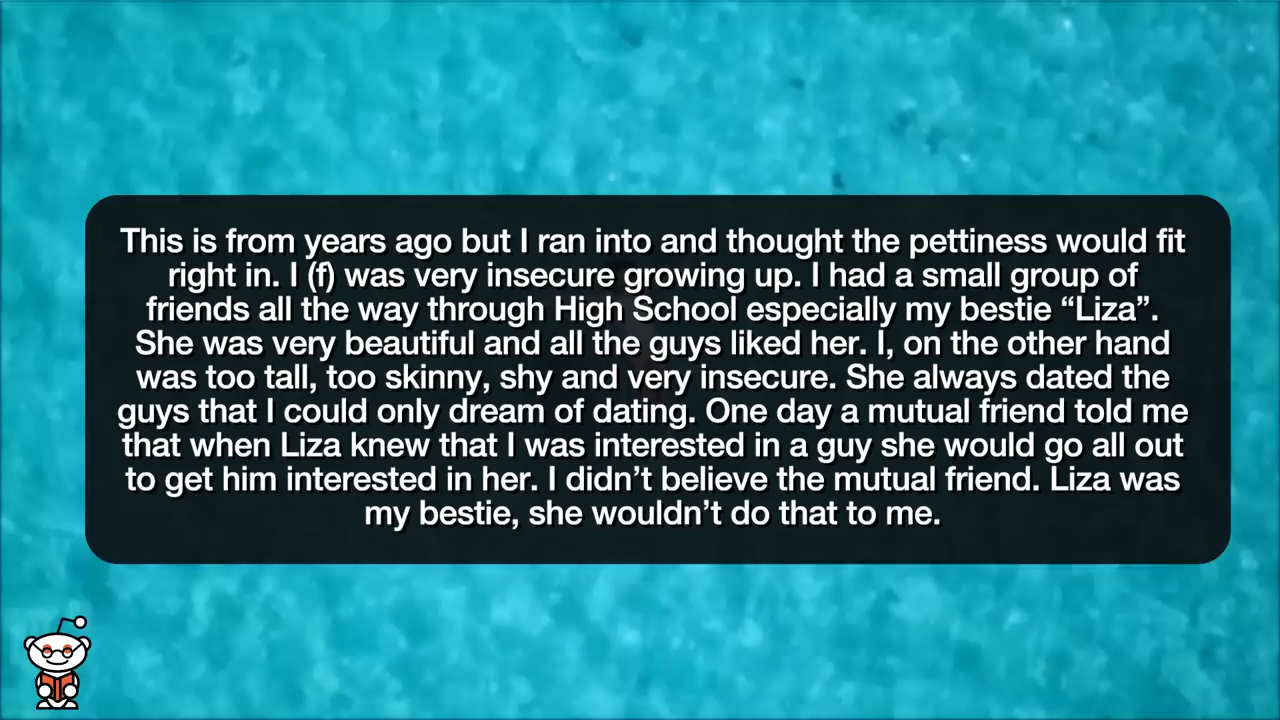 This is from years ago but I ran into and thought the pettiness would fit
right in. I (f) was very insecure growing up. I had a small group of
friends all the way through High School especially my bestie “Liza”.
She was very beautiful and all the guys liked her. I, on the other hand
was too tall, too skinny, shy and very insecure. She always dated the
guys that I could only dream of dating. One day a mutual friend told me
that when Liza knew that I was interested in a guy she would go all out
to get him interested in her. I didn’t believe the mutual friend. Liza was
my bestie, she wouldn’t do that to me.